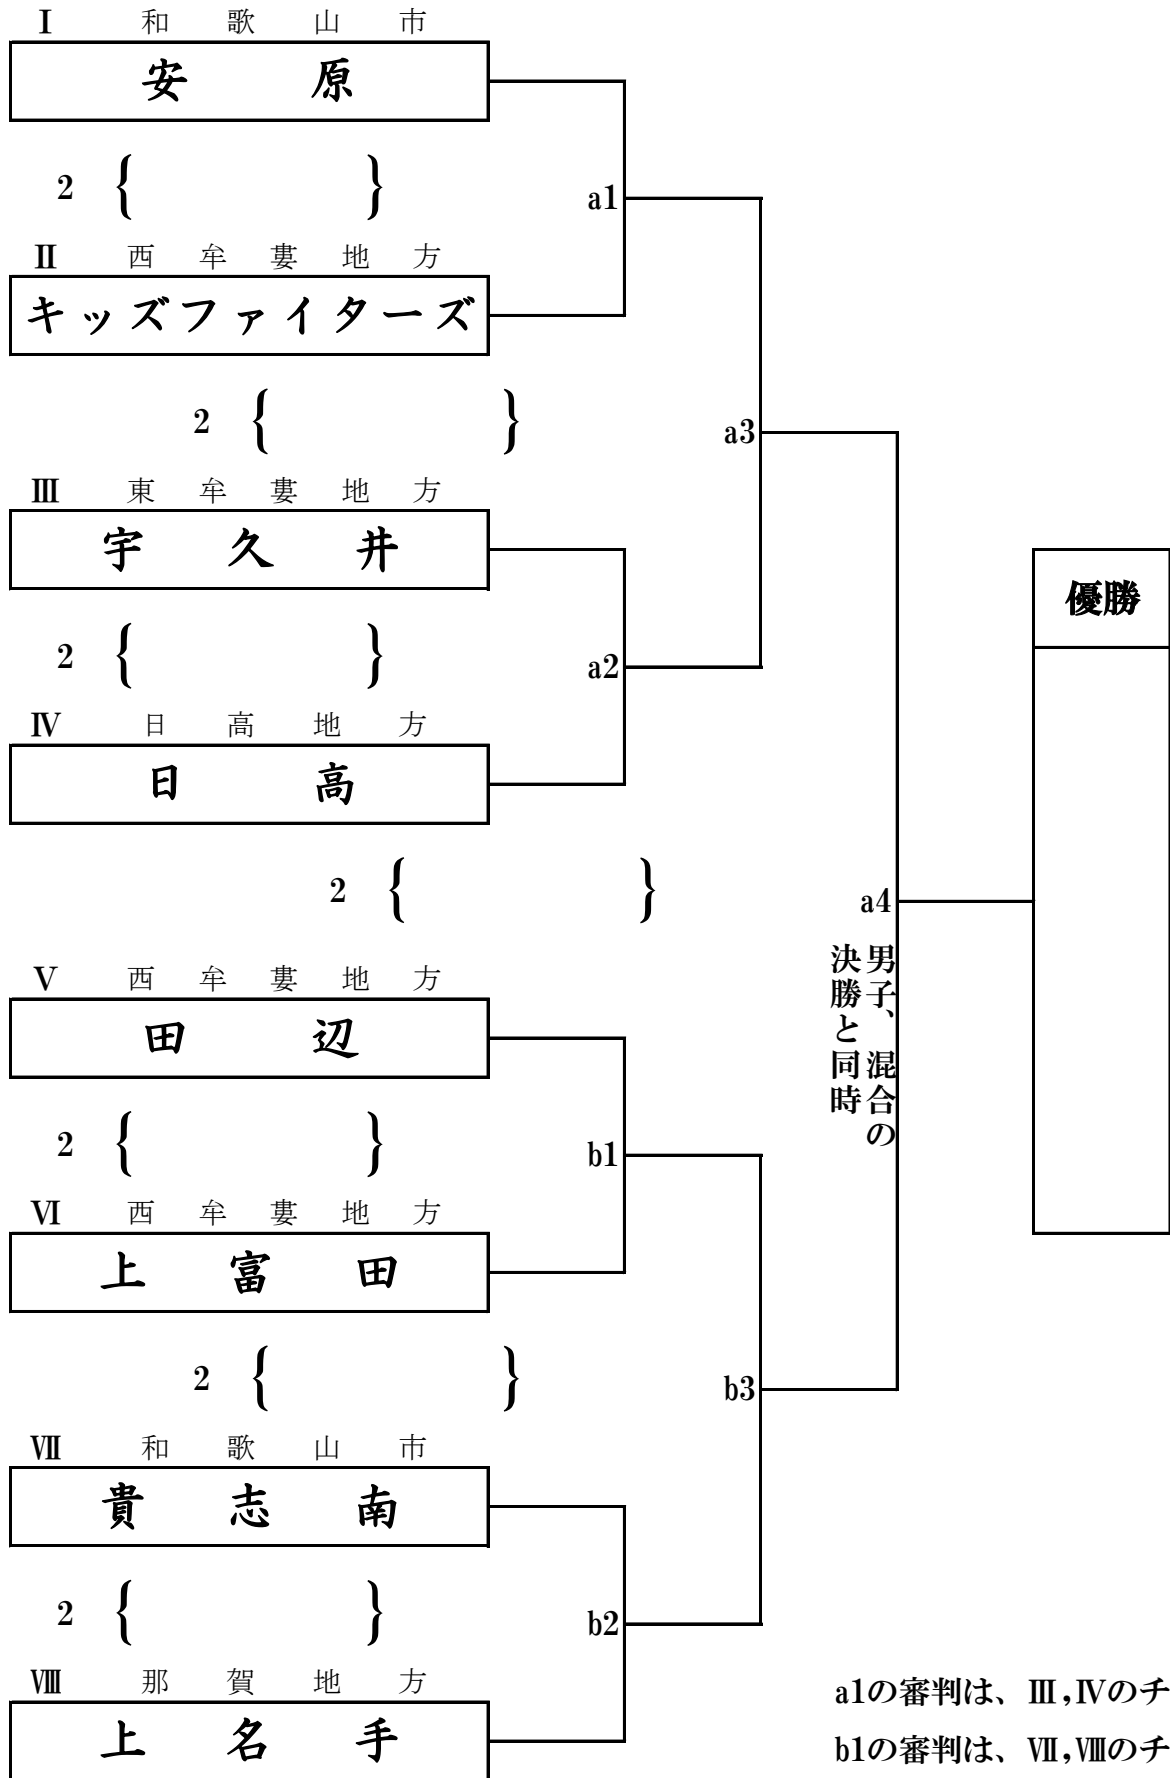 Ⅰ 和歌山市
安原
2 { }
a1
Ⅱ 西牟婁地方
キッズファイターズ
2 { }
a3
Ⅲ 東牟婁地方
宇久井
2 { }
a2
Ⅳ 日高地方
日高
2 { }
a4
男子、混合の
決勝と同時
優勝
Ⅴ 西牟婁地方
田辺
2 { }
b1
Ⅵ 西牟婁地方
上富田
2 { }
b3
Ⅶ 和歌山市
貴志南
2 { }
b2
Ⅷ 那賀地方
上名手
a1の審判は、Ⅲ,Ⅳのチ
b1の審判は、Ⅶ,Ⅷのチ